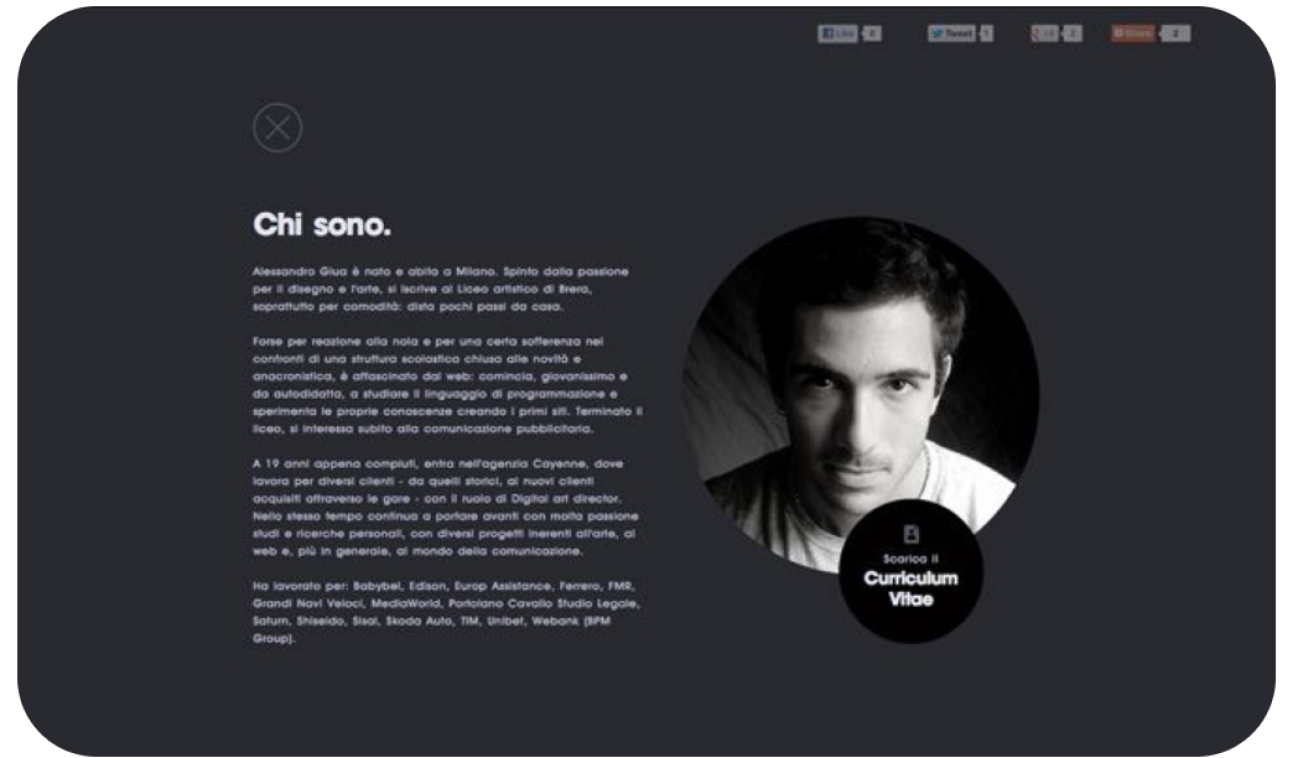 Like 0
Tweet 1
Share 2
Chi sono.
Alessandro Giua è nato e abita a Milano. Spinto dalla passione
per il disegno e l'arte, si iscrive al Liceo artistico di Brera,
soprattutto per comodità: dista pochi passi da casa.
Forse per reazione alla noia e per una certa sofferenza nei
confronti di una struttura scolastica chiusa alle novità e
anacronistica, è affascinato dal web: comincia, giovanissimo e
da autodidatta, a studiare il linguaggio di programmazione e
sperimenta le proprie conoscenze creando i primi siti. Terminato il
liceo, si interessa subito alla comunicazione pubblicitaria.
A 19 anni appena compiuti, entra nell'agenzia Cayenne, dove
lavora per diversi clienti - da quelli storici, ai nuovi clienti
acquisiti attraverso le gare - con il ruolo di Digital art director.
Nello stesso tempo continua a portare avanti con molta passione
studi e ricerche personali, con diversi progetti inerenti all'arte, al
web e, più in generale, al mondo della comunicazione.
Ha lavorato per: Babybel, Edison, Europ Assistance, Ferrero, FMR,
Grandi Navi Veloci, MediaWorld, Portolano Cavallo Studio Legale,
Saturn, Shiseido, Sisal, Skoda Auto, TIM, Unibet, Webank (BPM
Group).
Scarica il
Curriculum
Vitae